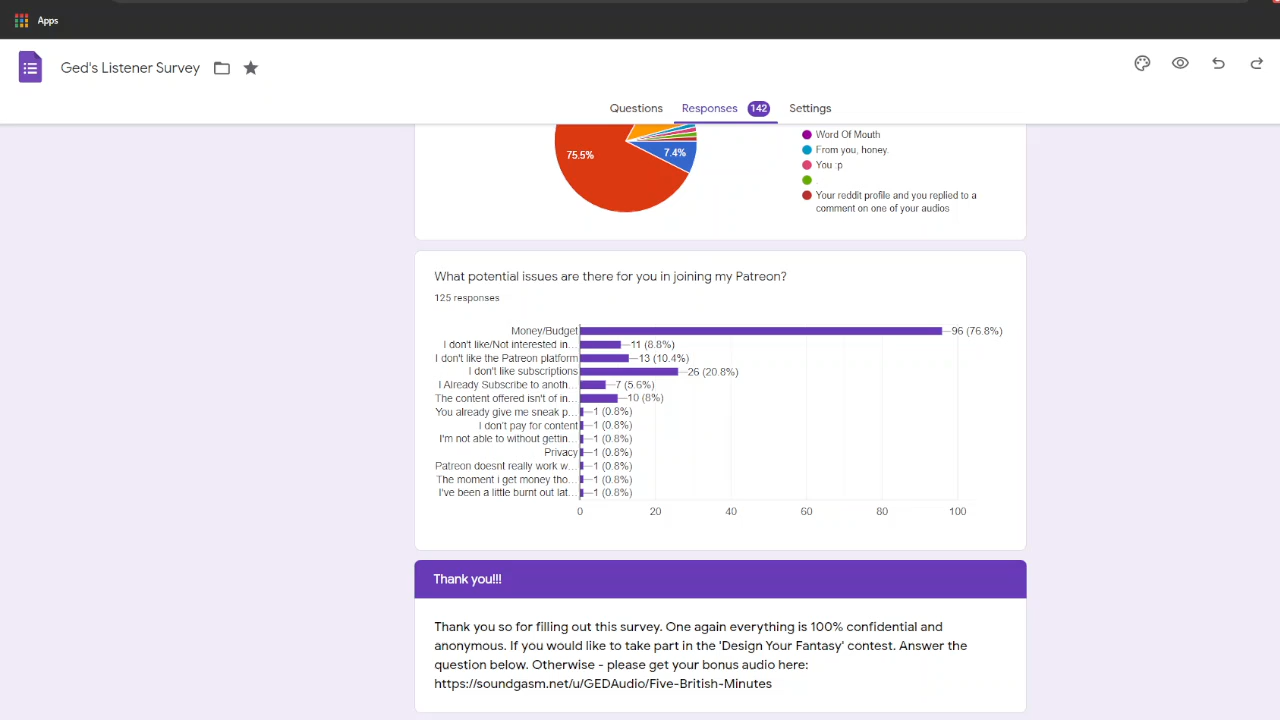 Apps
Ged's Listener Survey
Questions
Responses 142
Settings
75.5%
7.4%
Word Of Mouth
From you, honey.
You :p
.
Your reddit profile and you replied to a
comment on one of your audios
What potential issues are there for you in joining my Patreon?
125 responses
Money/Budget 96 (76.8%)
I don't like/Not interested in... 11 (8.8%)
I don't like the Patreon platform 13 (10.4%)
I don't like subscriptions 26 (20.8%)
I Already Subscribe to anoth... 7 (5.6%)
The content offered isn't of in... 10 (8%)
You already give me sneak p... 1 (0.8%)
I don't pay for content 1 (0.8%)
I'm not able to without gettin... 1 (0.8%)
Privacy 1 (0.8%)
Patreon doesnt really work w... 1 (0.8%)
The moment i get money tho... 1 (0.8%)
I've been a little burnt out lat... 1 (0.8%)
0 20 40 60 80 100
Thank you!!!
Thank you so for filling out this survey. One again everything is 100% confidential and
anonymous. If you would like to take part in the 'Design Your Fantasy' contest. Answer the
question below. Otherwise - please get your bonus audio here:
https://soundgasm.net/u/GEDAudio/Five-British-Minutes